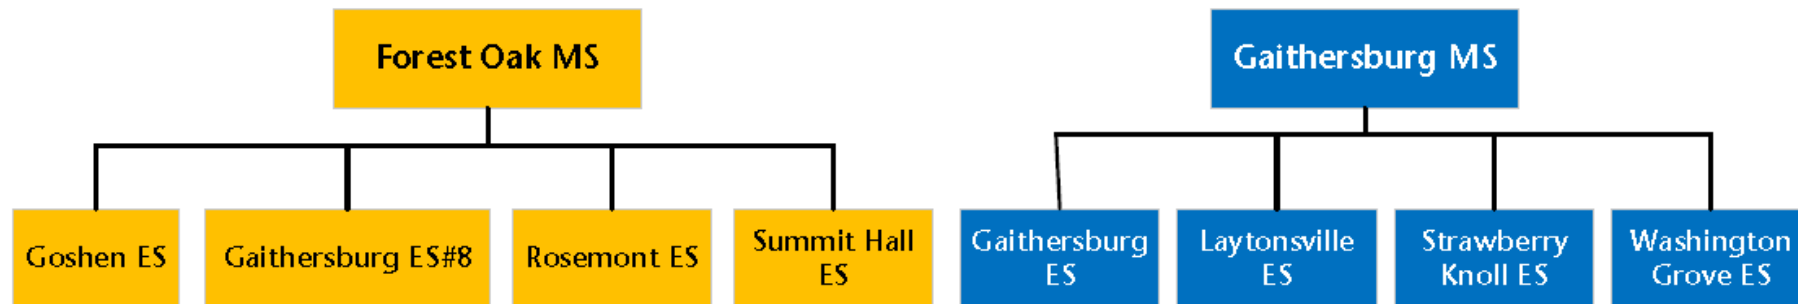 Forest Oak MS
Gaithersburg MS
Goshen ES
Gaithersburg ES#8
Rosemont ES
Summit Hall
ES
Gaithersburg
ES
Laytonsville
ES
Strawberry
Knoll ES
Washington
Grove ES